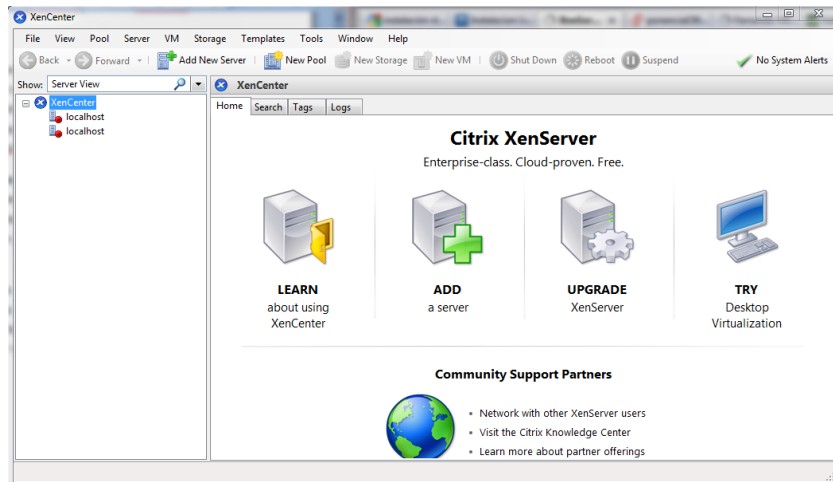 XenCenter
File View Pool Server VM Storage Templates Tools Window Help
Back Forward Add New Server New Pool New Storage New VM Shut Down Reboot Suspend No System Alerts
Show: Server View
XenCenter
XenCenter
localhost
localhost
Home Search Tags Logs
Citrix XenServer
Enterprise-class. Cloud-proven. Free.
LEARN ADD UPGRADE TRY
about using a server XenServer Desktop
XenCenter Virtualization
Community Support Partners
Network with other XenServer users
Visit the Citrix Knowledge Center
Learn more about partner offerings